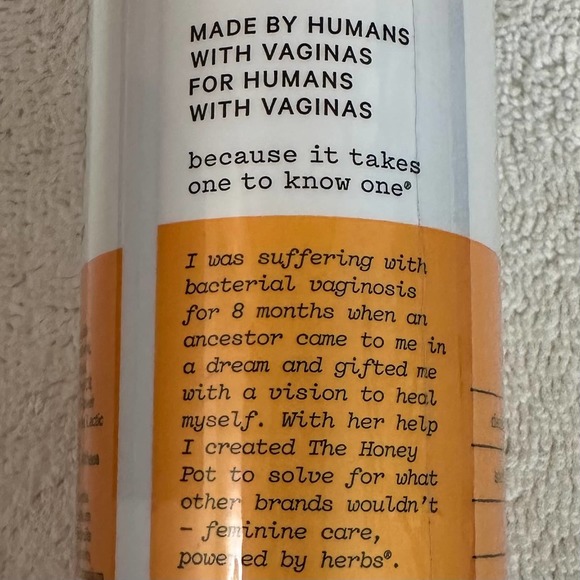 MADE BY HUMANS
WITH VAGINAS
FOR HUMANS
WITH VAGINAS
because it takes
one to know one®
I was suffering with
bacterial vaginosis
for 8 months when an
ancestor came to me in
a dream and gifted me
with a vision to heal
myself. With her help
I created The Honey
Pot to solve for what
other brands wouldn't
- feminine care,
powered by herbs®.